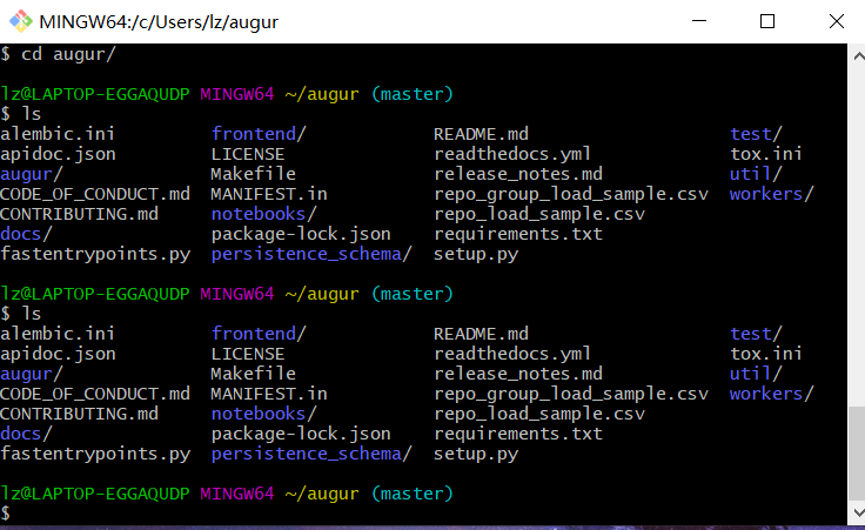 MINGW64:/c/Users/lz/augur
$ cd augur/
lz@LAPTOP-EGGAQUDP MINGW64 ~/augur (master)
$ ls
alembic.ini frontend/ README.md test/
apidoc.json LICENSE readthedocs.yml tox.ini
augur/ Makefile release_notes.md util/
CODE_OF_CONDUCT.md MANIFEST.in repo_group_load_sample.csv workers/
CONTRIBUTING.md notebooks/ repo_load_sample.csv
docs/ package-lock.json requirements.txt
fastentrypoints.py persistence_schema/ setup.py
lz@LAPTOP-EGGAQUDP MINGW64 ~/augur (master)
$ ls
alembic.ini frontend/ README.md test/
apidoc.json LICENSE readthedocs.yml tox.ini
augur/ Makefile release_notes.md util/
CODE_OF_CONDUCT.md MANIFEST.in repo_group_load_sample.csv workers/
CONTRIBUTING.md notebooks/ repo_load_sample.csv
docs/ package-lock.json requirements.txt
fastentrypoints.py persistence_schema/ setup.py
lz@LAPTOP-EGGAQUDP MINGW64 ~/augur (master)
$